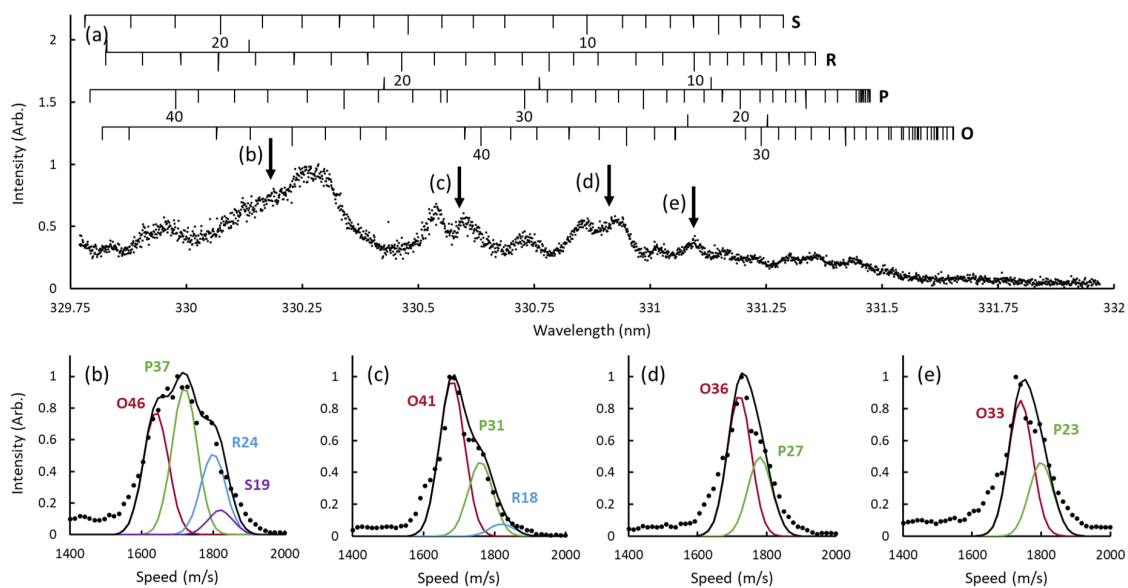 (a)
S
20
10
R
20
10
P
40
30
20
O
40
30
(b)
(c)
(d)
(e)
Intensity (Arb.)
2
1.5
1
0.5
0
329.75 330 330.25 330.5 330.75 331 331.25 331.5 331.75 332
Wavelength (nm)
(b)
P37
O46
R24
S19
Intensity (Arb.)
1
0.8
0.6
0.4
0.2
0
1400 1600 1800 2000
Speed (m/s)
(c)
O41
P31
R18
1
0.8
0.6
0.4
0.2
0
1400 1600 1800 2000
Speed (m/s)
(d)
O36
P27
1
0.8
0.6
0.4
0.2
0
1400 1600 1800 2000
Speed (m/s)
(e)
O33
P23
1
0.8
0.6
0.4
0.2
0
1400 1600 1800 2000
Speed (m/s)